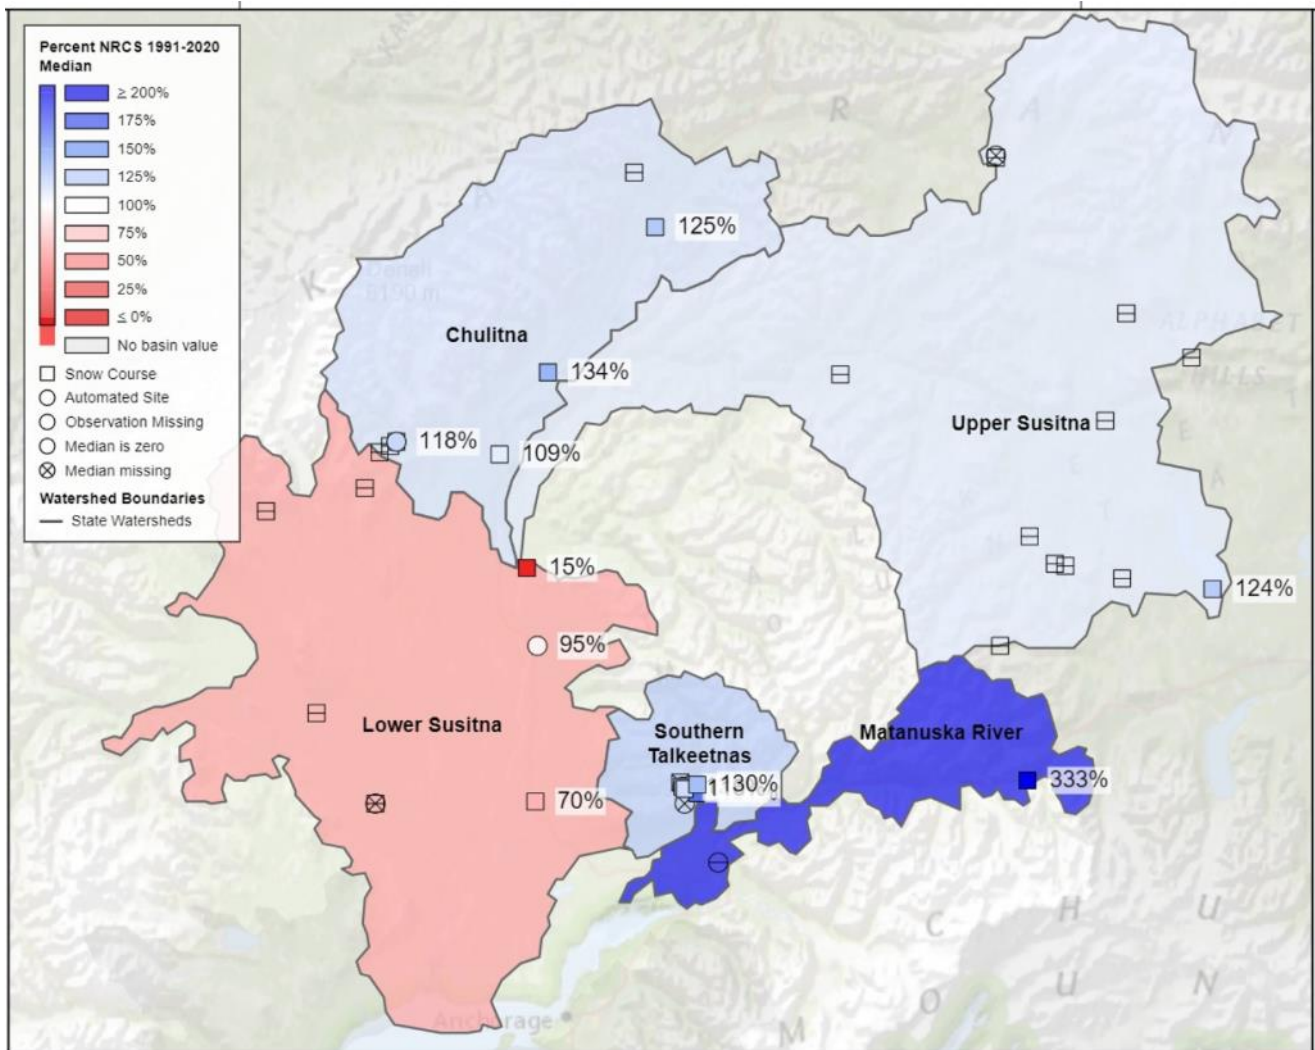 Percent NRCS 1991-2020
Median
≥ 200%
175%
150%
125%
100%
75%
50%
25%
≤ 0%
No basin value
Snow Course
Automated Site
Observation Missing
Median is zero
Median missing
Watershed Boundaries
State Watersheds
R
A
N
K
Denali
6190 m
125%
Chulitna
ALPHABET
HILLS
134%
118%
109%
Upper Susitna
15%
124%
95%
Lower Susitna
Southern
Talkeetnas
130%
Matanuska River
333%
70%
C H U
O U N
M
Anchorage